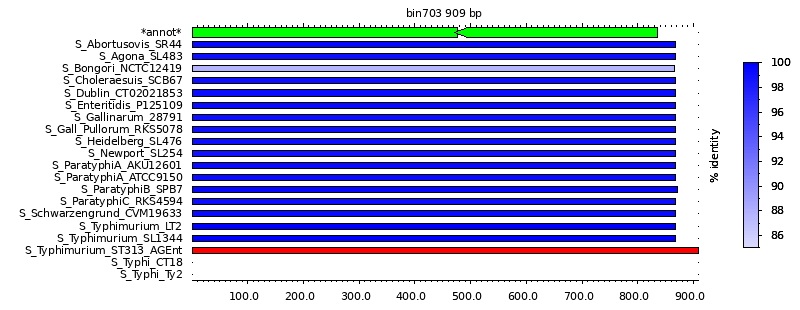 bin703 909 bp
*annot*
S_Abortusovis_SR44
S_Agona_SL483
S_Bongori_NCTC12419
S_Choleraesuis_SCB67
S_Dublin_CT02021853
S_Enteritidis_P125109
S_Gallinarum_28791
S_Gall_Pullorum_RKS5078
S_Heidelberg_SL476
S_Newport_SL254
S_ParatyphiA_AKU12601
S_ParatyphiA_ATCC9150
S_ParatyphiB_SPB7
S_ParatyphiC_RKS4594
S_Schwarzengrund_CVM19633
S_Typhimurium_LT2
S_Typhimurium_SL1344
S_Typhimurium_ST313_AGEnt
S_Typhi_CT18
S_Typhi_Ty2
100.0 200.0 300.0 400.0 500.0 600.0 700.0 800.0 900.0
% identity
100
98
96
94
92
90
88
86